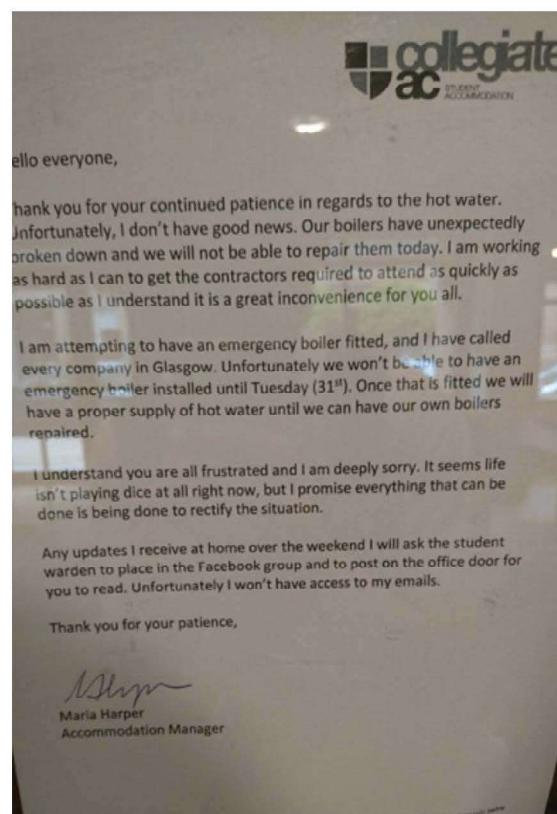 collegiate
ac STUDENT
ACCOMMODATION
ello everyone,
hank you for your continued patience in regards to the hot water.
Unfortunately, I don't have good news. Our boilers have unexpectedly
broken down and we will not be able to repair them today. I am working
as hard as I can to get the contractors required to attend as quickly as
possible as I understand it is a great inconvenience for you all.
I am attempting to have an emergency boiler fitted, and I have called
every company in Glasgow. Unfortunately we won't be able to have an
emergency boiler installed until Tuesday (31st). Once that is fitted we will
have a proper supply of hot water until we can have our own boilers
repaired.
I understand you are all frustrated and I am deeply sorry. It seems life
isn't playing dice at all right now, but I promise everything that can be
done is being done to rectify the situation.
Any updates I receive at home over the weekend I will ask the student
warden to place in the Facebook group and to post on the office door for
you to read. Unfortunately I won't have access to my emails.
Thank you for your patience,
Maria Harper
Accommodation Manager